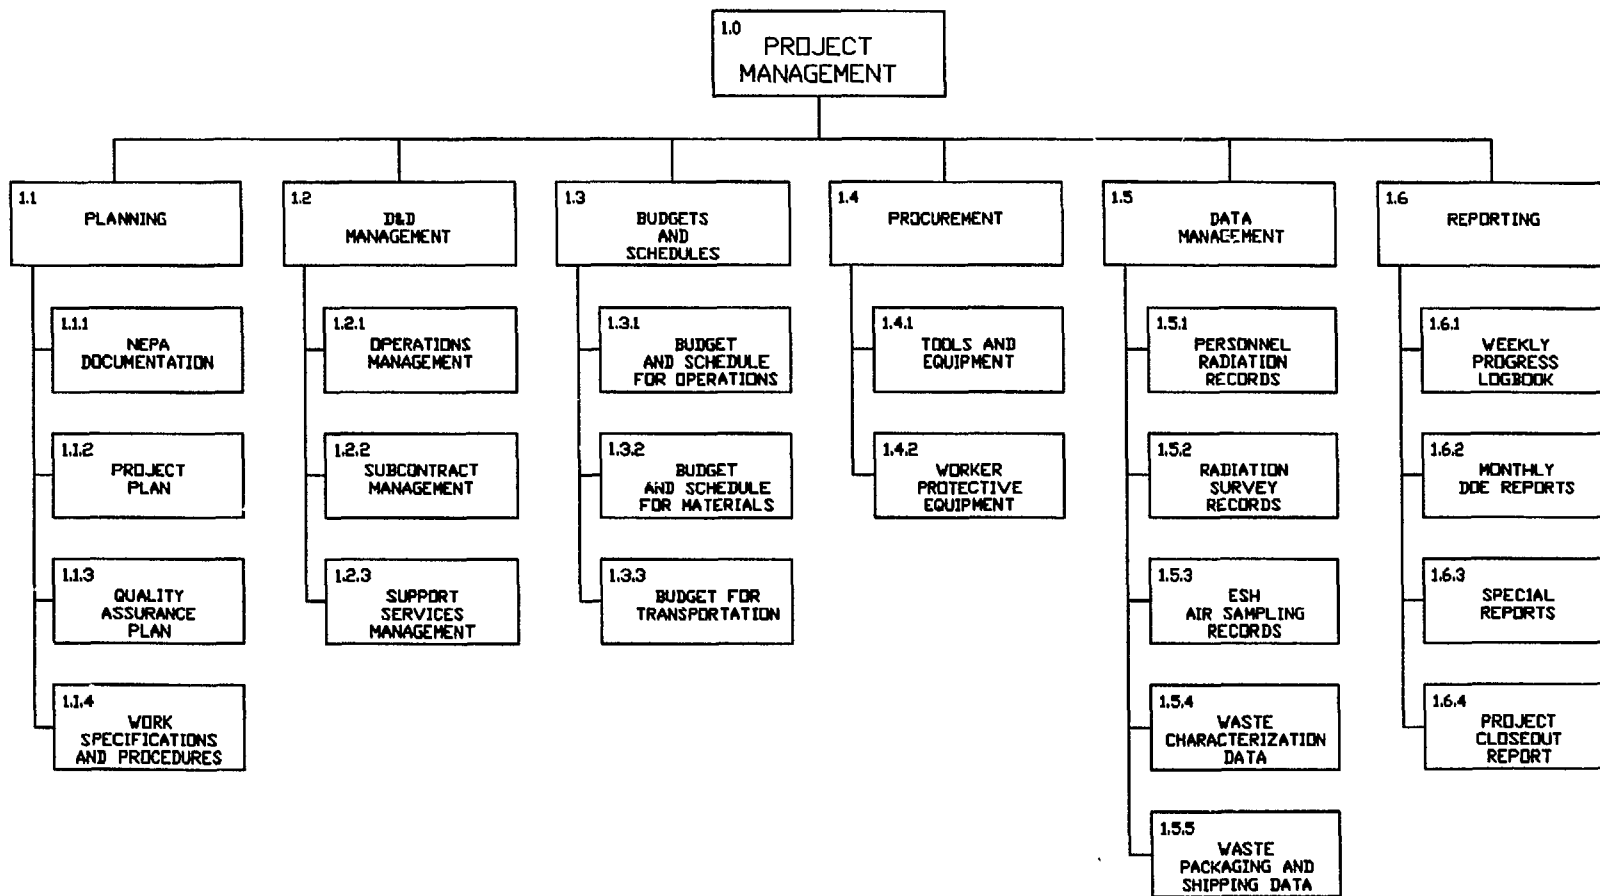 1.0
PROJECT
MANAGEMENT
1.1
PLANNING
1.2
D&D
MANAGEMENT
1.3
BUDGETS
AND
SCHEDULES
1.4
PROCUREMENT
1.5
DATA
MANAGEMENT
1.6
REPORTING
1.1.1
NEPA
DOCUMENTATION
1.1.2
PROJECT
PLAN
1.1.3
QUALITY
ASSURANCE
PLAN
1.1.4
WORK
SPECIFICATIONS
AND PROCEDURES
1.2.1
OPERATIONS
MANAGEMENT
1.2.2
SUBCONTRACT
MANAGEMENT
1.2.3
SUPPORT
SERVICES
MANAGEMENT
1.3.1
BUDGET
AND SCHEDULE
FOR OPERATIONS
1.3.2
BUDGET
AND SCHEDULE
FOR MATERIALS
1.3.3
BUDGET FOR
TRANSPORTATION
1.4.1
TOOLS AND
EQUIPMENT
1.4.2
WORKER
PROTECTIVE
EQUIPMENT
1.5.1
PERSONNEL
RADIATION
RECORDS
1.5.2
RADIATION
SURVEY
RECORDS
1.5.3
ESH
AIR SAMPLING
RECORDS
1.5.4
WASTE
CHARACTERIZATION
DATA
1.5.5
WASTE
PACKAGING AND
SHIPPING DATA
1.6.1
WEEKLY
PROGRESS
LOGBOOK
1.6.2
MONTHLY
DOE REPORTS
1.6.3
SPECIAL
REPORTS
1.6.4
PROJECT
CLOSEOUT
REPORT